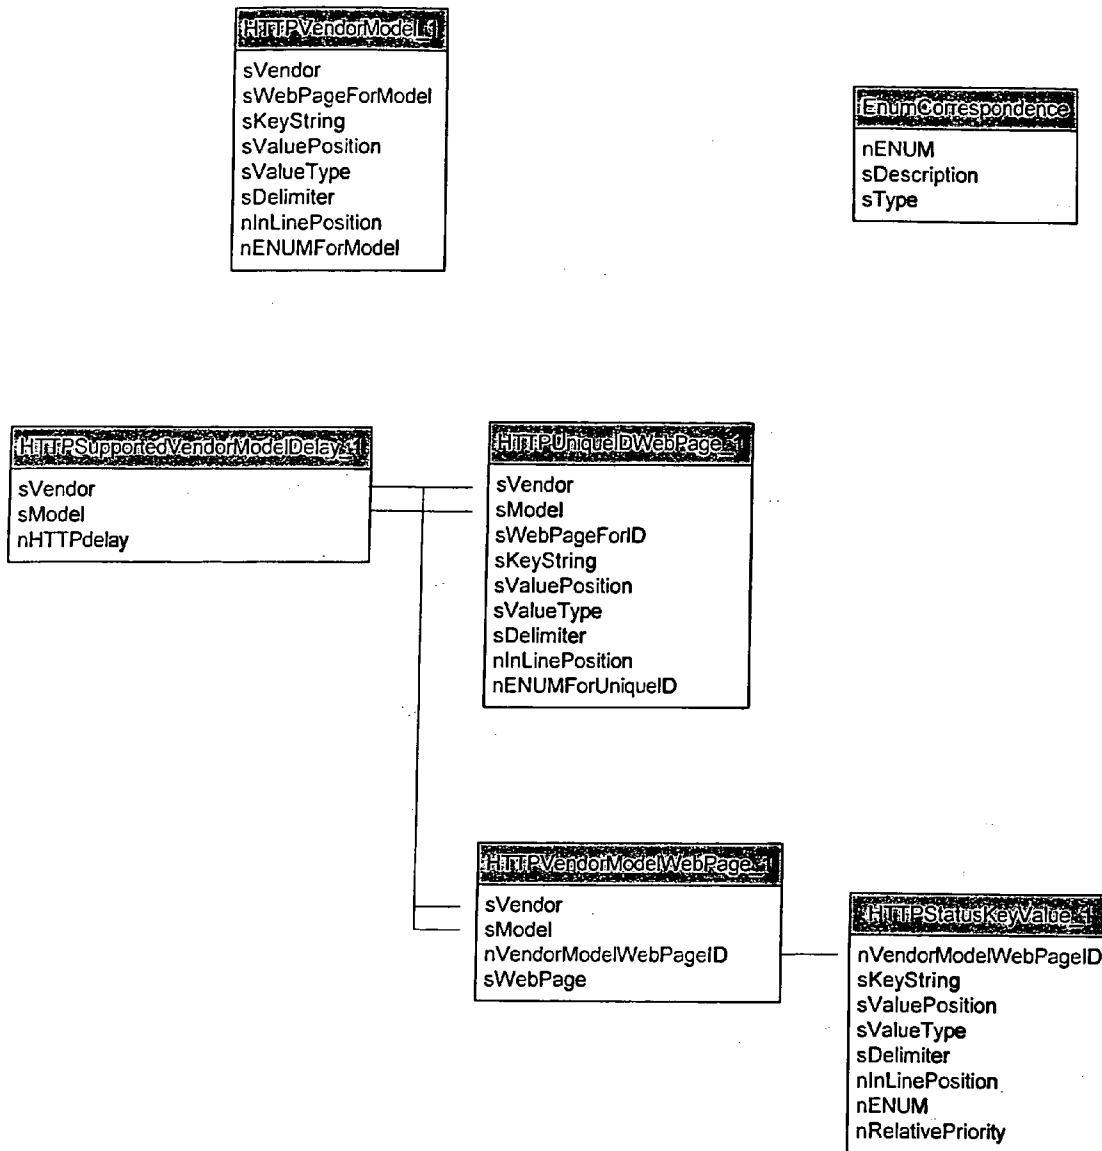 HTTPVendorModel_1
sVendor
sWebPageForModel
sKeyString
sValuePosition
sValueType
sDelimiter
nInLinePosition
nENUMForModel
EnumCorrespondence
nENUM
sDescription
sType
HTTPSupportedVendorModelDelay_1
sVendor
sModel
nHTTPdelay
HTTPUniqueIDWebPage_1
sVendor
sModel
sWebPageForID
sKeyString
sValuePosition
sValueType
sDelimiter
nInLinePosition
nENUMForUniqueID
HTTPVendorModelWebPage_1
sVendor
sModel
nVendorModelWebPageID
sWebPage
HTTPStatusKeyValue_1
nVendorModelWebPageID
sKeyString
sValuePosition
sValueType
sDelimiter
nInLinePosition
nENUM
nRelativePriority